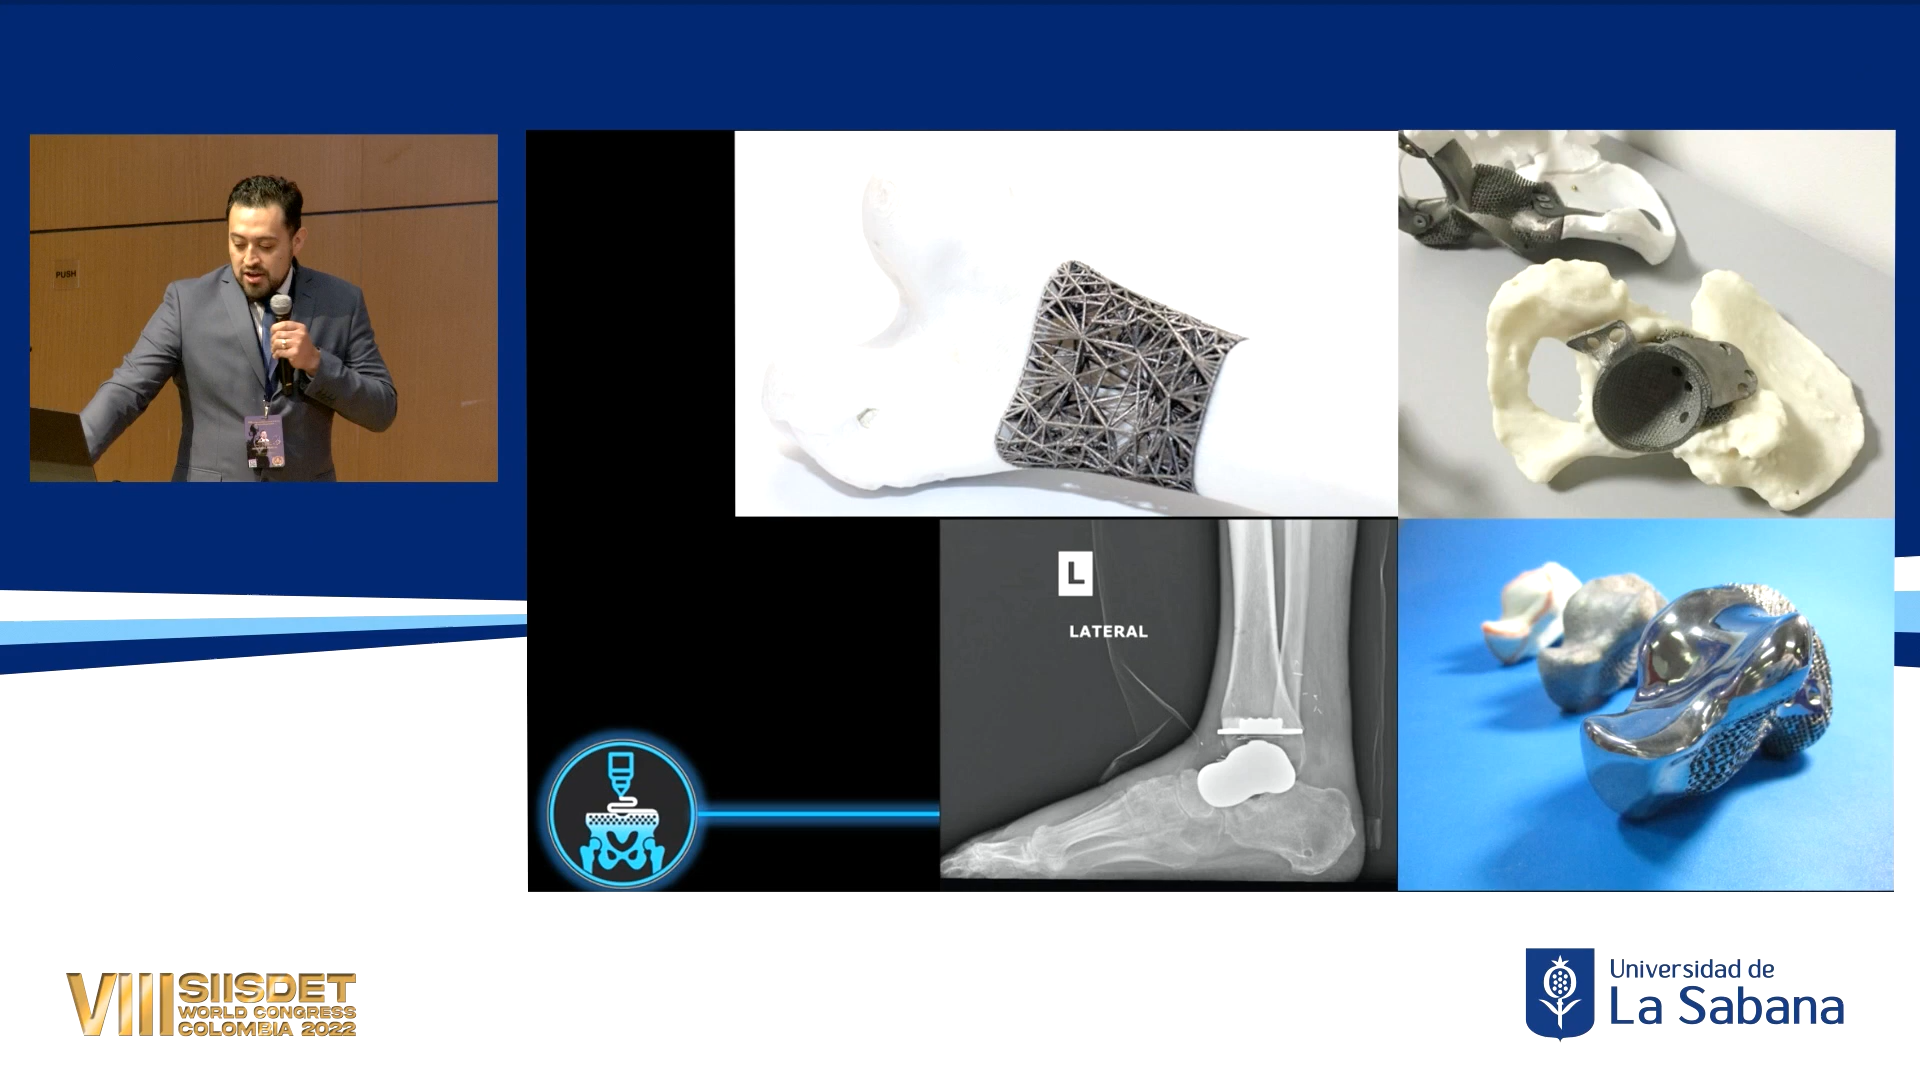 PUSH
L
LATERAL
VIII SIISDET
WORLD CONGRESS
COLOMBIA 2022
Universidad de
La Sabana